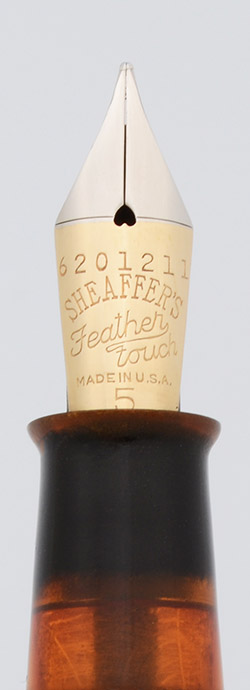 6201211
SHEAFFER'S
Feather
touch
MADE IN U.S.A.
5